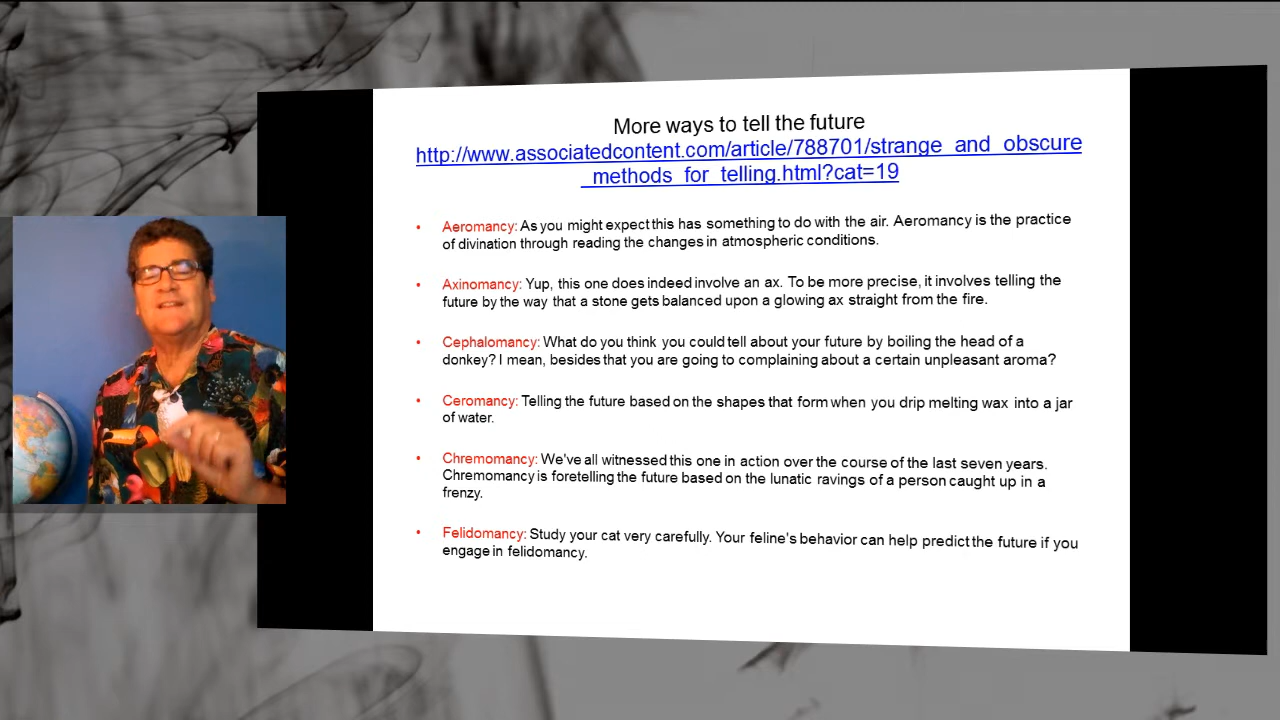 More ways to tell the future
http://www.associatedcontent.com/article/788701/strange_and_obscure
_methods_for_telling.html?cat=19
• Aeromancy: As you might expect this has something to do with the air. Aeromancy is the practice
of divination through reading the changes in atmospheric conditions.
• Axinomancy: Yup, this one does indeed involve an ax. To be more precise, it involves telling the
future by the way that a stone gets balanced upon a glowing ax straight from the fire.
• Cephalomancy: What do you think you could tell about your future by boiling the head of a
donkey? I mean, besides that you are going to complaining about a certain unpleasant aroma?
• Ceromancy: Telling the future based on the shapes that form when you drip melting wax into a jar
of water.
• Chremomancy: We've all witnessed this one in action over the course of the last seven years.
Chremomancy is foretelling the future based on the lunatic ravings of a person caught up in a
frenzy.
• Felidomancy: Study your cat very carefully. Your feline's behavior can help predict the future if you
engage in felidomancy.